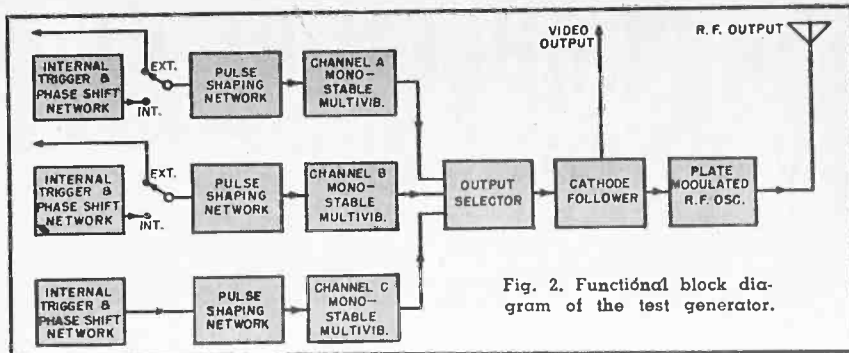 VIDEO
OUTPUT
R.F. OUTPUT
INTERNAL
TRIGGER &
PHASE SHIFT
NETWORK
EXT.
INT.
PULSE
SHAPING
NETWORK
CHANNEL A
MONO-
STABLE
MULTIVIB.
INTERNAL
TRIGGER &
PHASE SHIFT
NETWORK
EXT.
INT.
PULSE
SHAPING
NETWORK
CHANNEL B
MONO-
STABLE
MULTIVIB.
OUTPUT
SELECTOR
CATHODE
FOLLOWER
PLATE
MODULATED
R.F. OSC.
INTERNAL
TRIGGER &
PHASE SHIFT
NETWORK
PULSE
SHAPING
NETWORK
CHANNEL C
MONO-
STABLE
MULTIVIB.
Fig. 2. Functional block dia-
gram of the test generator.